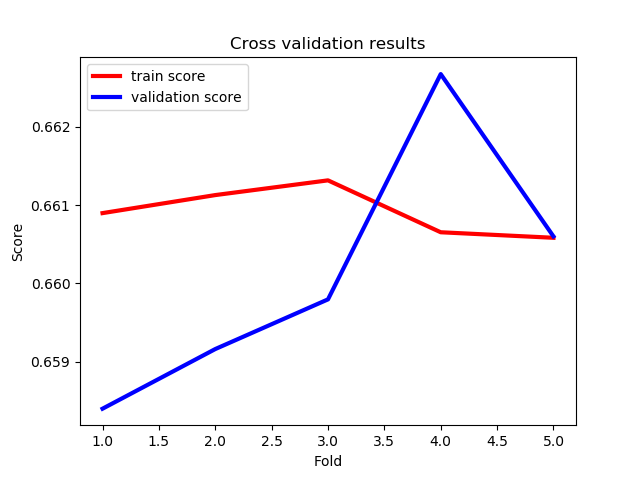 Cross validation results
train score
validation score
Score
0.662
0.661
0.660
0.659
1.0 1.5 2.0 2.5 3.0 3.5 4.0 4.5 5.0
Fold